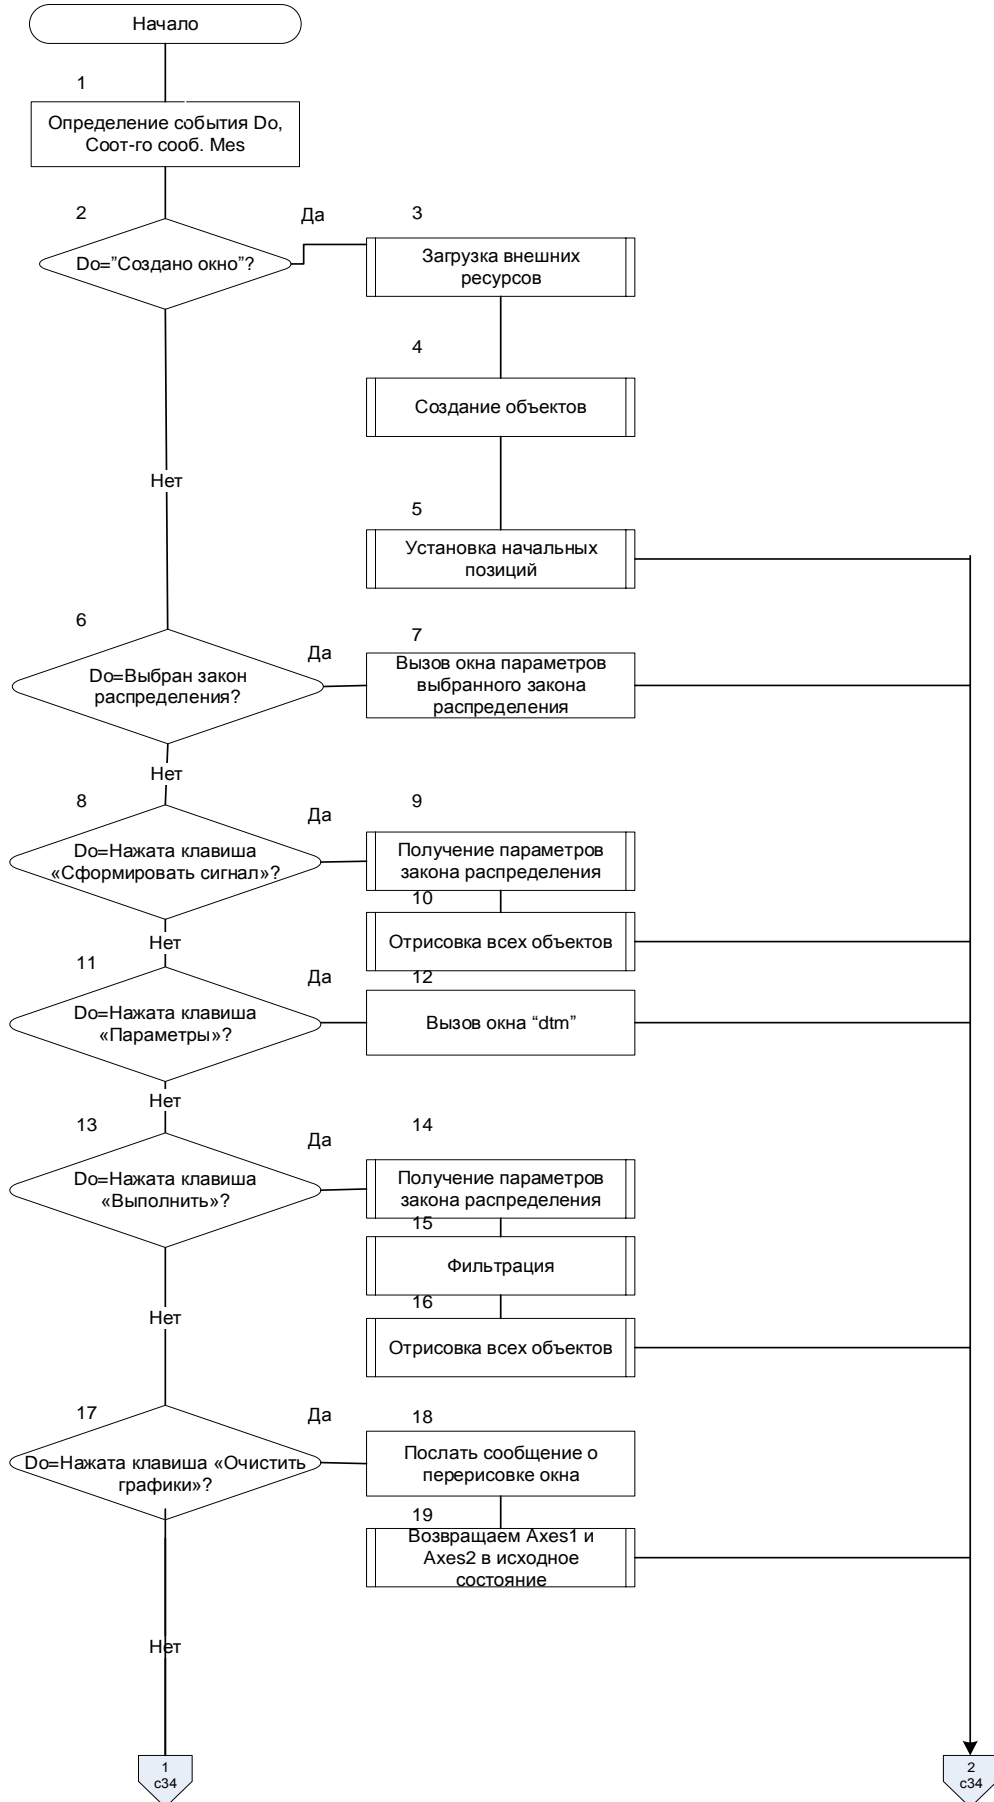 Начало
1
Определение события Do,
Соот-го сооб. Mes
2
Да
3
Do=”Создано окно”?
Загрузка внешних
ресурсов
4
Создание объектов
Нет
5
Установка начальных
позиций
6
Да
7
Do=Выбран закон
распределения?
Вызов окна параметров
выбранного закона
распределения
Нет
8
Да
9
Do=Нажата клавиша
«Сформировать сигнал»?
Получение параметров
закона распределения
10
Отрисовка всех объектов
Нет
11
Да
12
Do=Нажата клавиша
«Параметры»?
Вызов окна “dtm”
Нет
13
Да
14
Do=Нажата клавиша
«Выполнить»?
Получение параметров
закона распределения
15
Фильтрация
16
Отрисовка всех объектов
Нет
17
Да
18
Do=Нажата клавиша «Очистить
графики»?
Послать сообщение о
перерисовке окна
19
Возвращаем Axes1 и
Axes2 в исходное
состояние
Нет
1
с34
2
с34